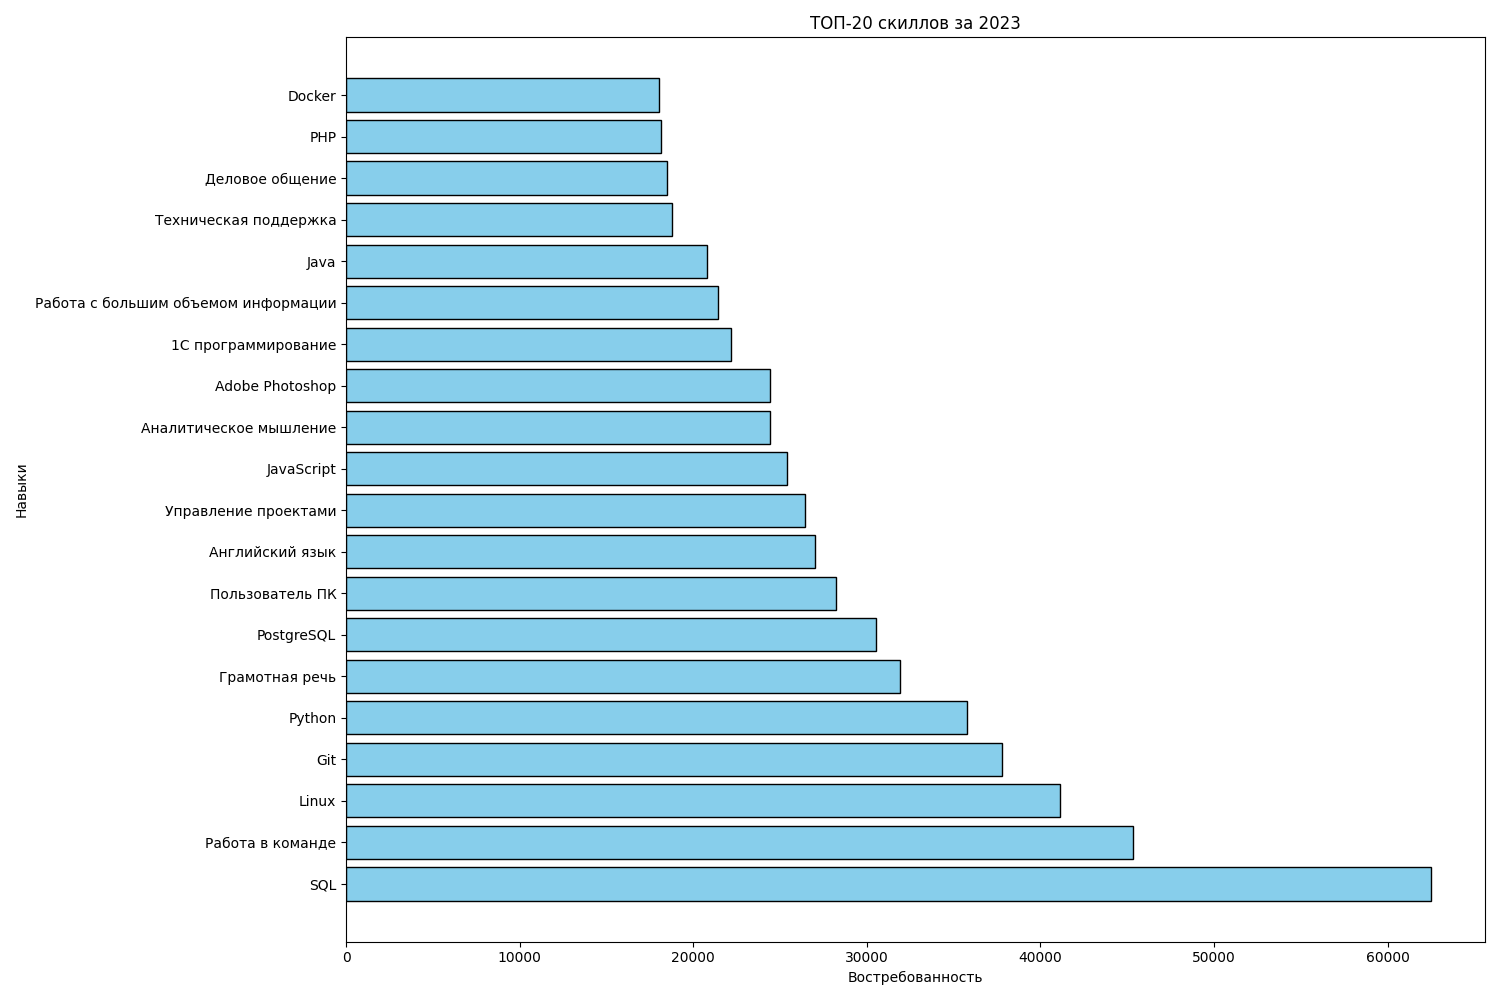 ТОП-20 скиллов за 2023
Docker
PHP
Деловое общение
Техническая поддержка
Java
Работа с большим объемом информации
1С программирование
Adobe Photoshop
Аналитическое мышление
JavaScript
Управление проектами
Английский язык
Пользователь ПК
PostgreSQL
Грамотная речь
Python
Git
Linux
Работа в команде
SQL
Навыки
0 10000 20000 30000 40000 50000 60000
Востребованность